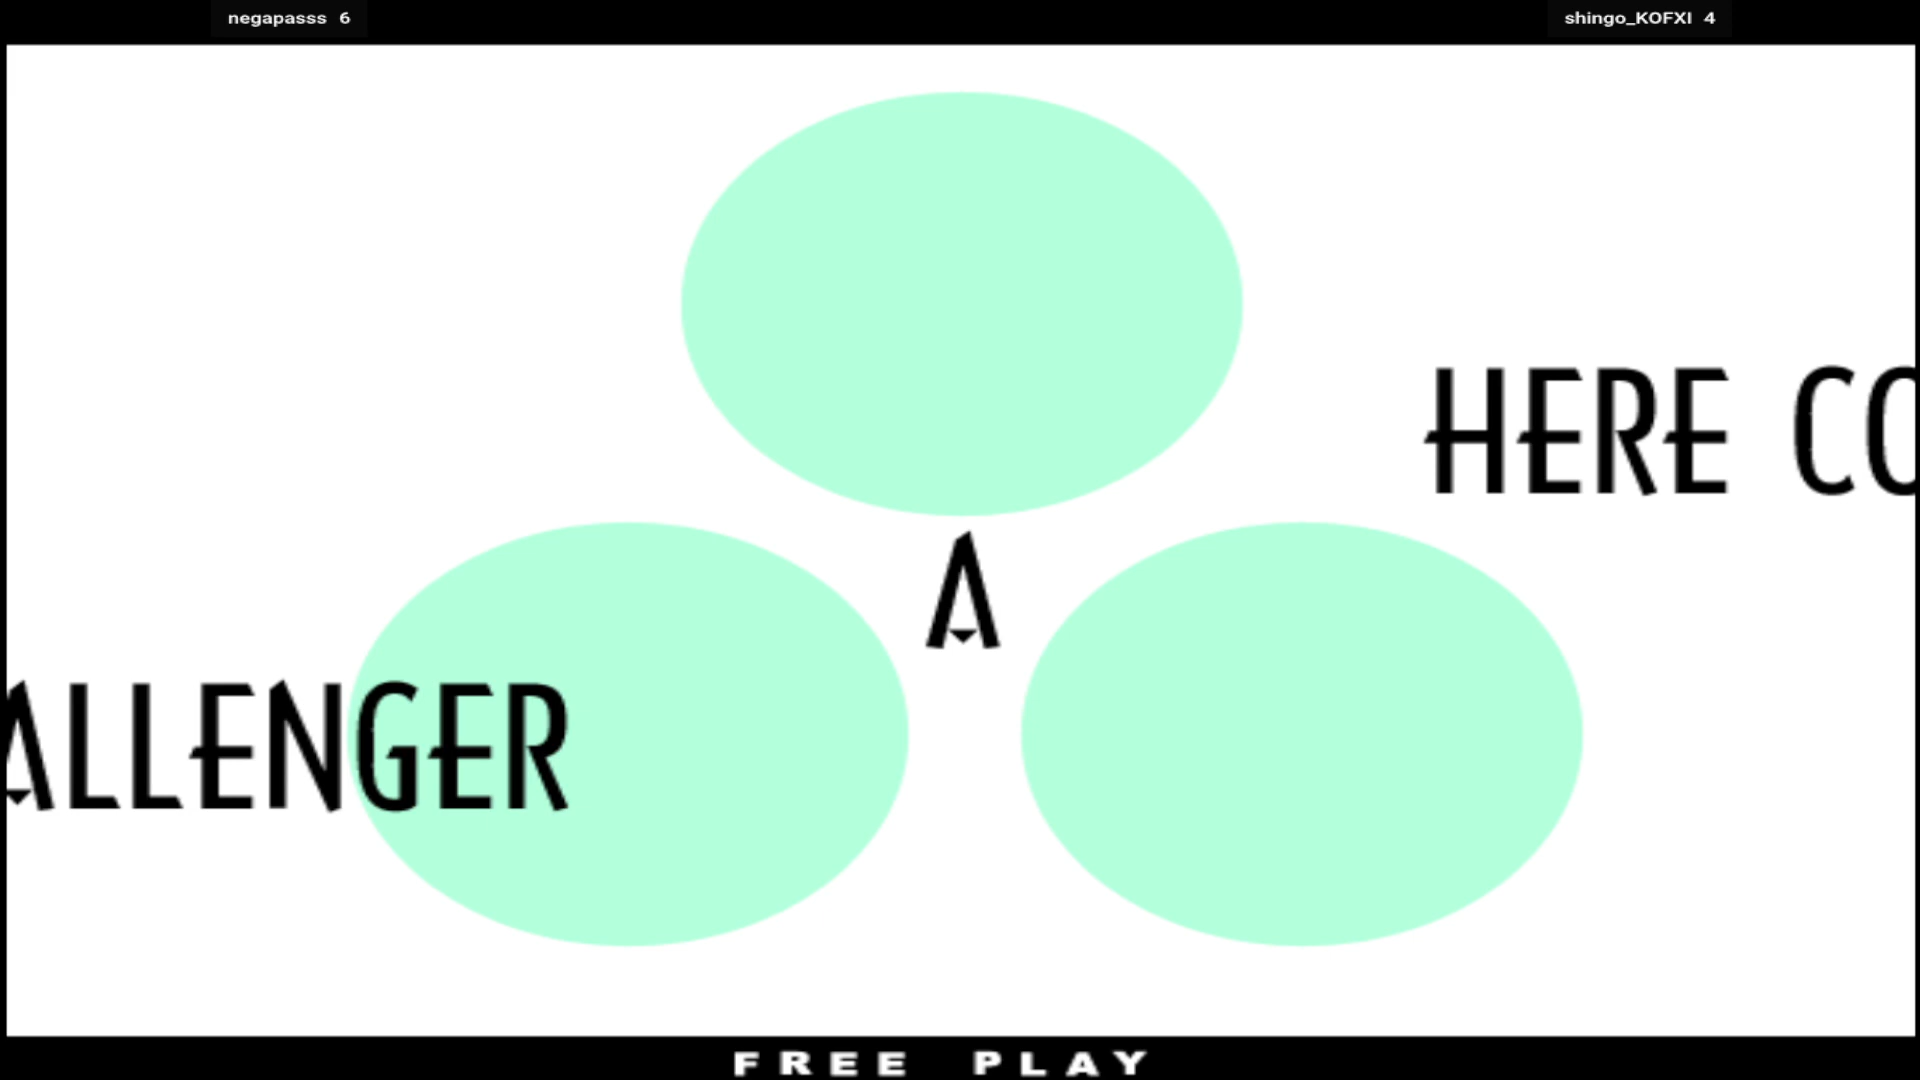 negapasss 6
shingo_KOFXI 4
HERE CO
A
ALLENGER
FREE PLAY